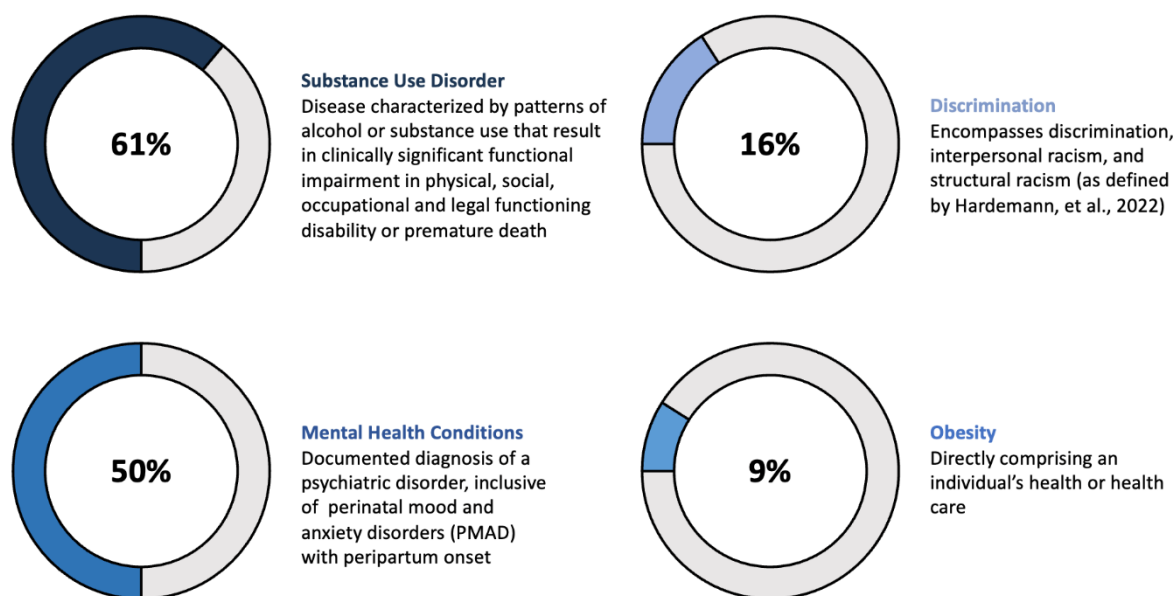 61%
Substance Use Disorder
Disease characterized by patterns of
alcohol or substance use that result
in clinically significant functional
impairment in physical, social,
occupational and legal functioning
disability or premature death
16%
Discrimination
Encompasses discrimination,
interpersonal racism, and
structural racism (as defined
by Hardemann, et al., 2022)
50%
Mental Health Conditions
Documented diagnosis of a
psychiatric disorder, inclusive
of perinatal mood and
anxiety disorders (PMAD)
with peripartum onset
9%
Obesity
Directly comprising an
individual’s health or health
care